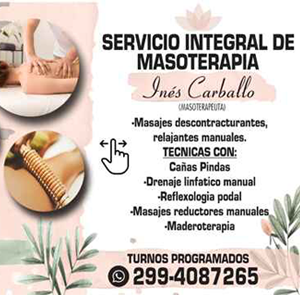 SERVICIO INTEGRAL DE
MASOTERAPIA
Inés Carballo
(MASOTERAPEUTA)
-Masajes descontracturantes,
relajantes manuales.
TECNICAS CON:
Cañas Pindas
-Drenaje linfatico manual
-Reflexologia podal
-Masajes reductores manuales
-Maderoterapia
TURNOS PROGRAMADOS
299-4087265